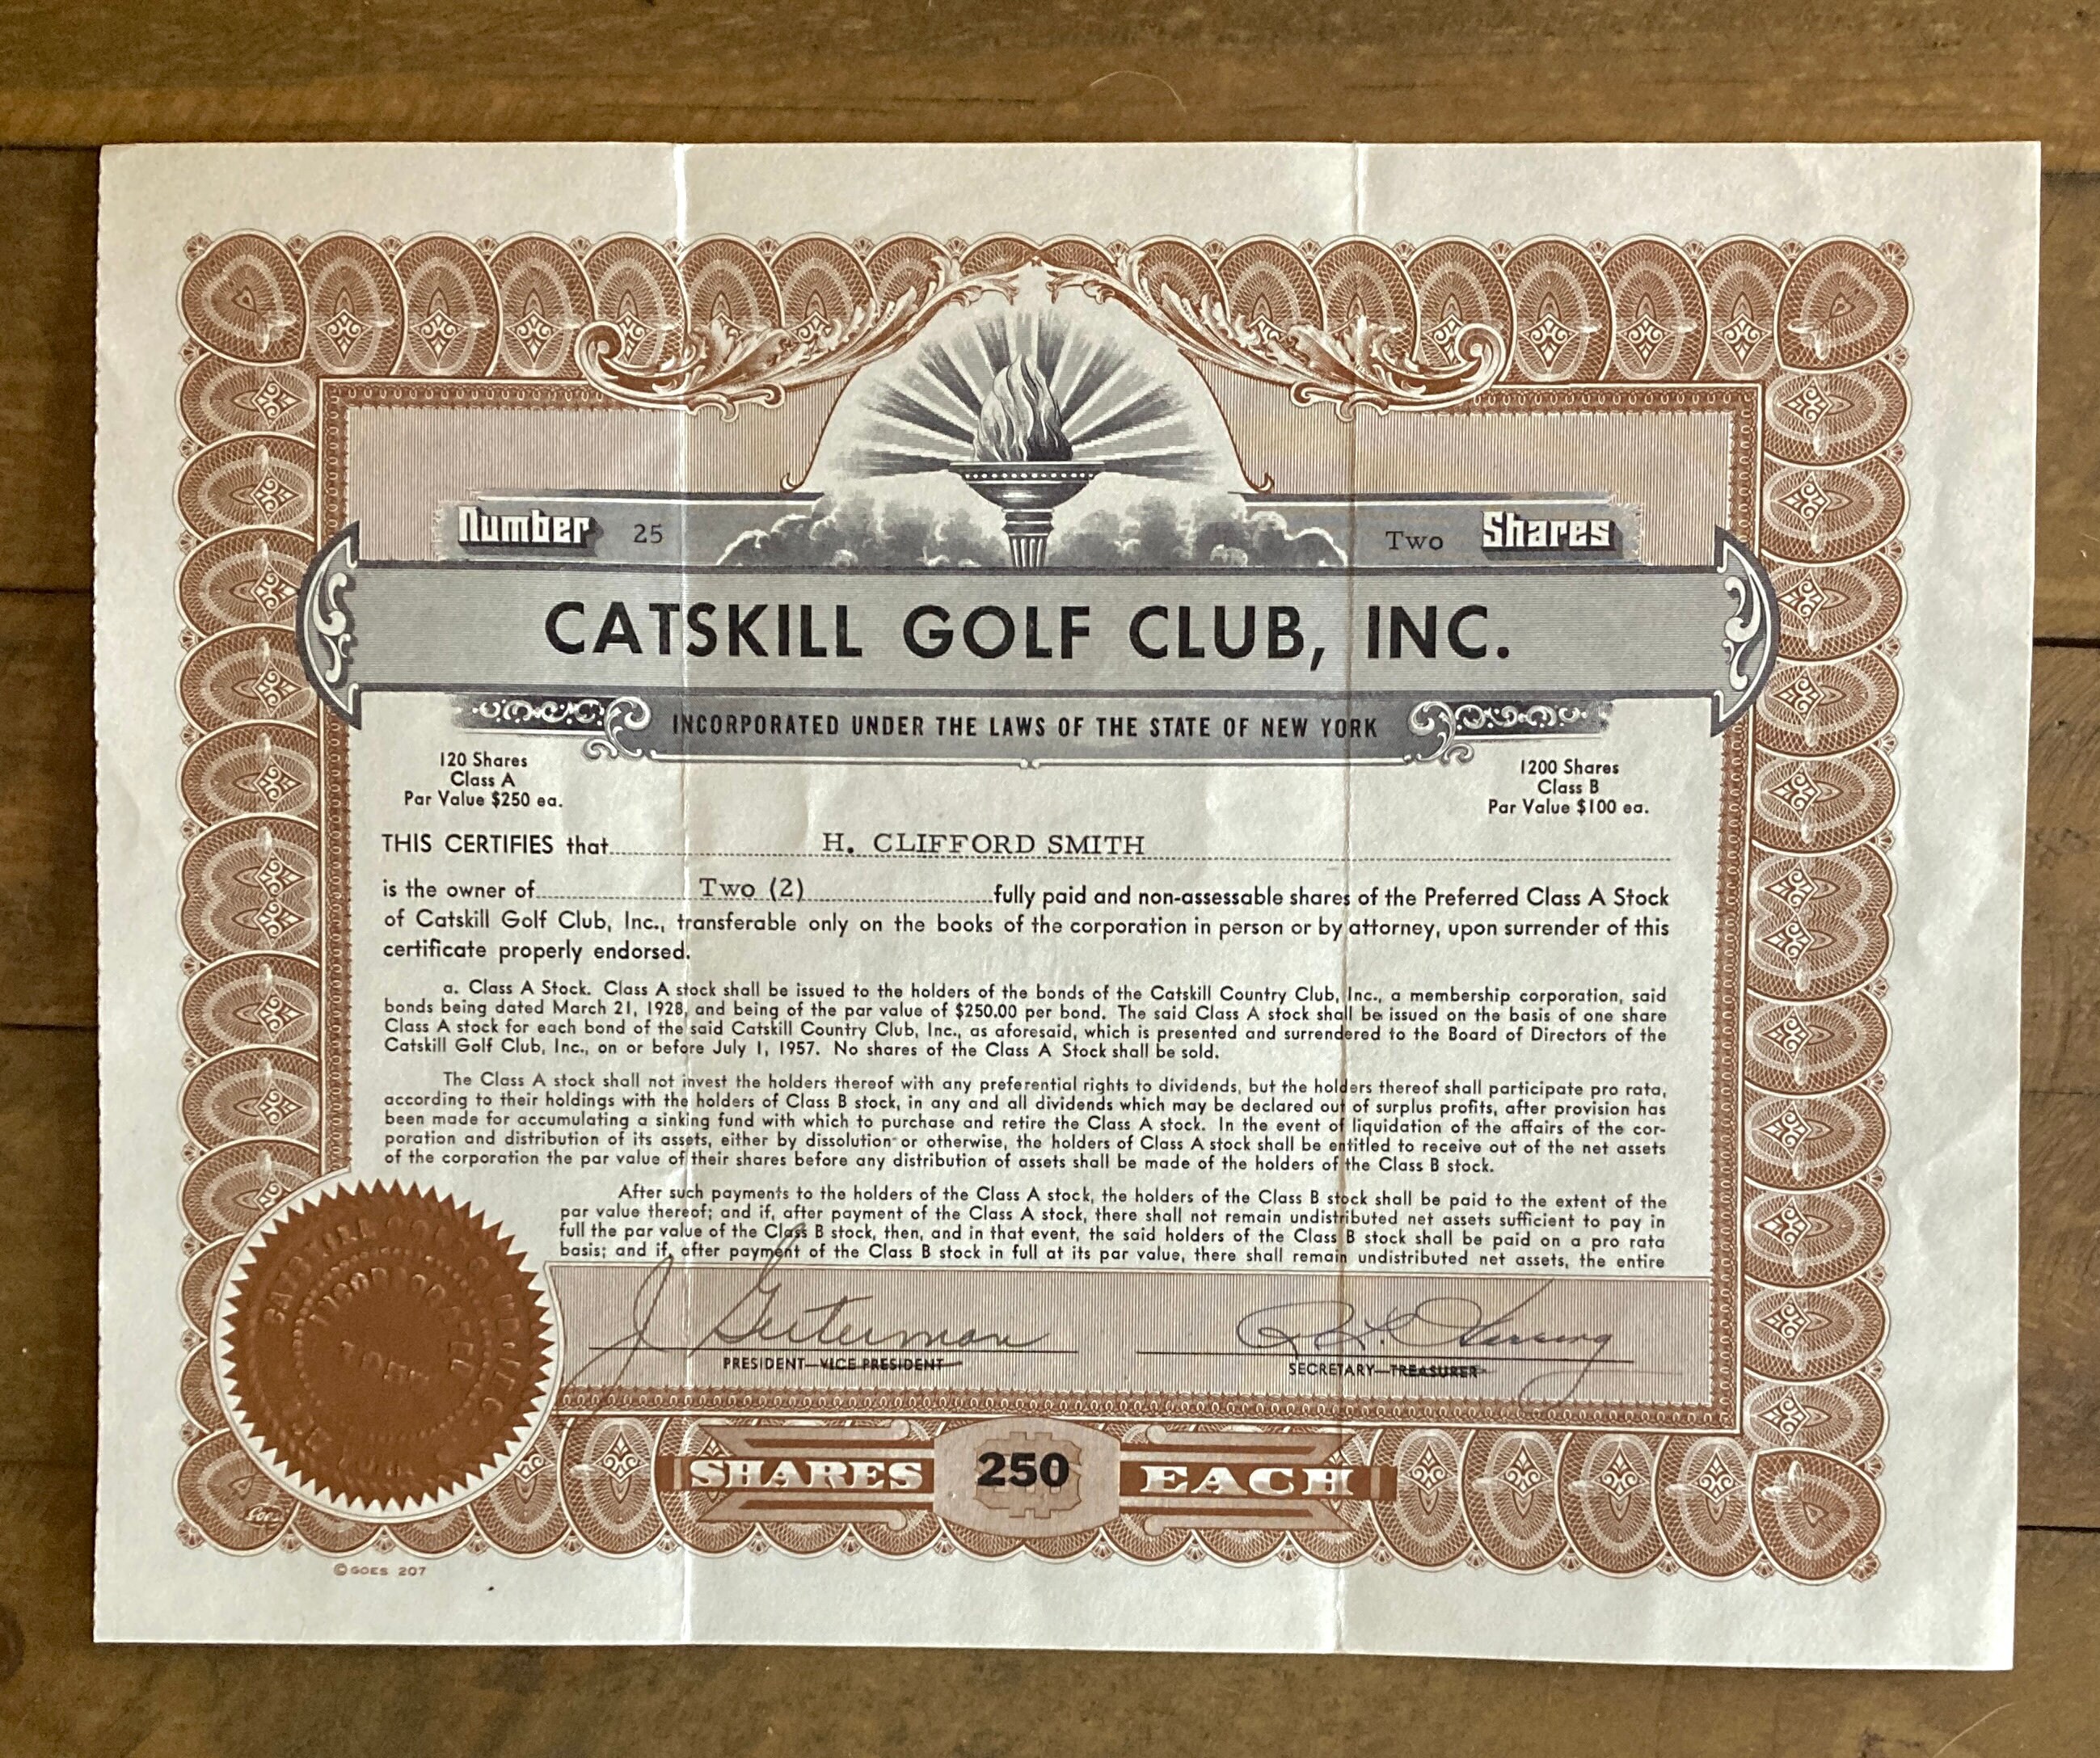 Number 25 Two Shares
CATSKILL GOLF CLUB, INC.
INCORPORATED UNDER THE LAWS OF THE STATE OF NEW YORK
120 Shares
Class A
Par Value $250 ea.
1200 Shares
Class B
Par Value $100 ea.
THIS CERTIFIES that H. CLIFFORD SMITH
is the owner of Two (2) fully paid and non-assessable shares of the Preferred Class A Stock
of Catskill Golf Club, Inc., transferable only on the books of the corporation in person or by attorney, upon surrender of this
certificate properly endorsed.
a. Class A Stock. Class A stock shall be issued to the holders of the bonds of the Catskill Country Club, Inc., a membership corporation, said
bonds being dated March 21, 1928, and being of the par value of $250.00 per bond. The said Class A stock shall be issued on the basis of one share
Class A stock for each bond of the said Catskill Country Club, Inc., as aforesaid, which is presented and surrendered to the Board of Directors of the
Catskill Golf Club, Inc., on or before July 1, 1957. No shares of the Class A Stock shall be sold.
The Class A stock shall not invest the holders thereof with any preferential rights to dividends, but the holders thereof shall participate pro rata,
according to their holdings with the holders of Class B stock, in any and all dividends which may be declared out of surplus profits, after provision has
been made for accumulating a sinking fund with which to purchase and retire the Class A stock. In the event of liquidation of the affairs of the cor-
poration and distribution of its assets, either by dissolution or otherwise, the holders of Class A stock shall be entitled to receive out of the net assets
of the corporation the par value of their shares before any distribution of assets shall be made of the holders of the Class B stock.
After such payments to the holders of the Class A stock, the holders of the Class B stock shall be paid to the extent of the
par value thereof; and if, after payment of the Class A stock, there shall not remain undistributed net assets sufficient to pay in
full the par value of the Class B stock, then, and in that event, the said holders of the Class B stock shall be paid on a pro rata
basis; and if, after payment of the Class B stock in full at its par value, there shall remain undistributed net assets, the entire
J Geiterman
PRESIDENT—VICE PRESIDENT
SECRETARY—TREASURER
SHARES 250 EACH
Goes
© GOES 207